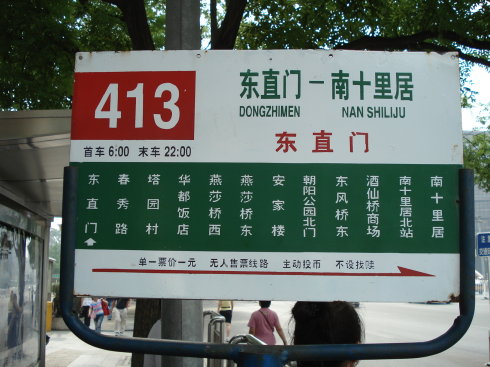 413
东直门－南十里居
DONGZHIMEN NAN SHILIJU
东直门
首车 6:00 末车 22:00
东直门
春秀路
塔园村
华都饭店
燕莎桥西
燕莎桥东
安家楼
朝阳公园北门
东风桥东
酒仙桥商场
南十里居北站
南十里居
单一票价一元 无人售票线路 主动投币 不设找赎